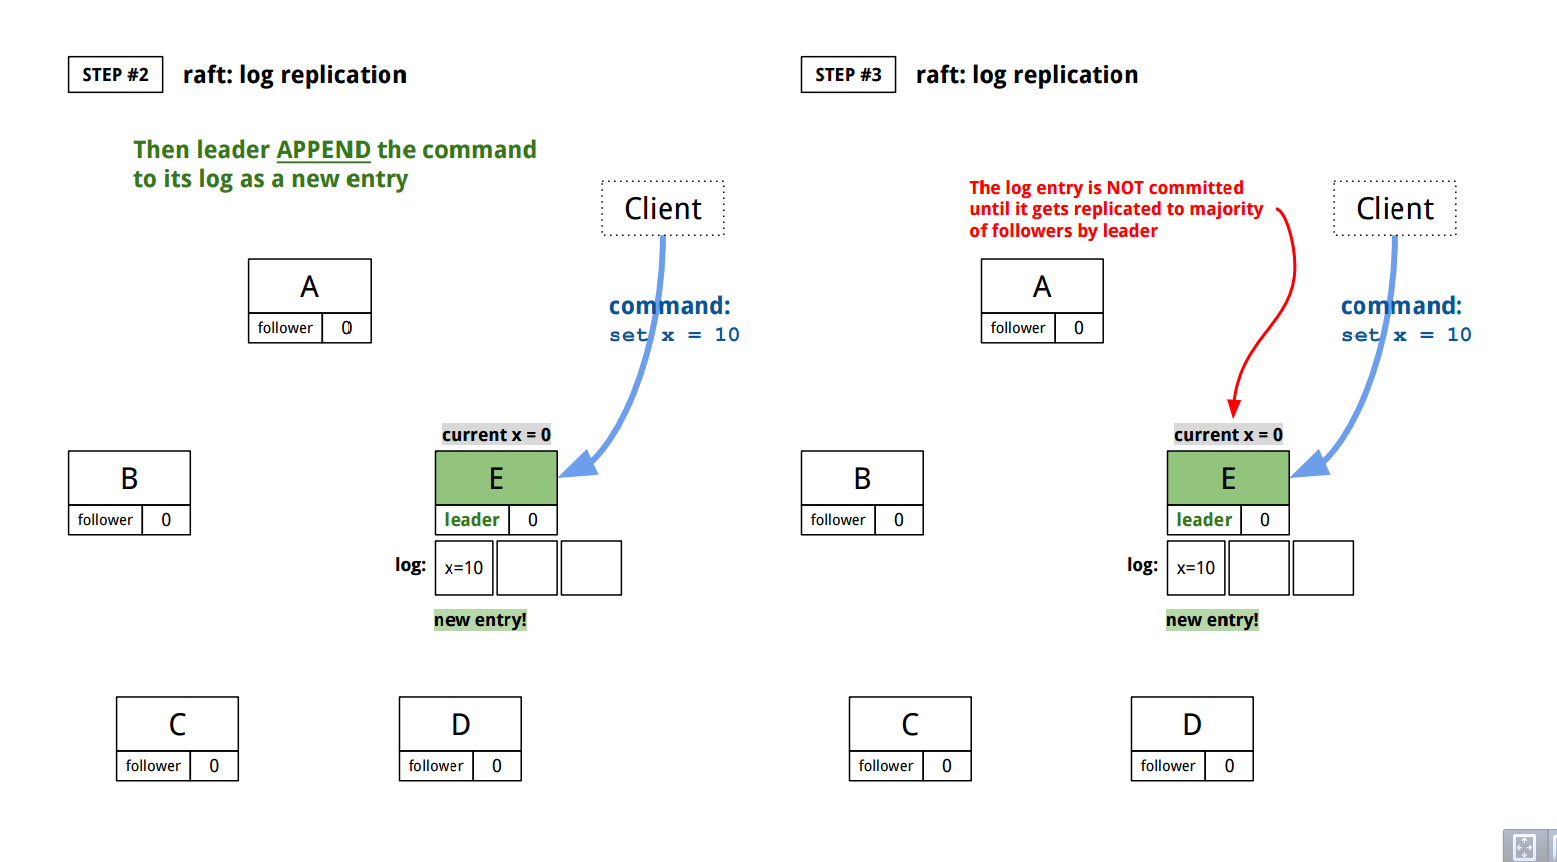 STEP #2
raft: log replication
Then leader APPEND the command
to its log as a new entry
Client
A
follower
0
command:
set x = 10
current x = 0
B
follower
0
E
leader
0
log:
x=10
new entry!
C
follower
0
D
follower
0
STEP #3
raft: log replication
The log entry is NOT committed
until it gets replicated to majority
of followers by leader
Client
A
follower
0
command:
set x = 10
current x = 0
B
follower
0
E
leader
0
log:
x=10
new entry!
C
follower
0
D
follower
0